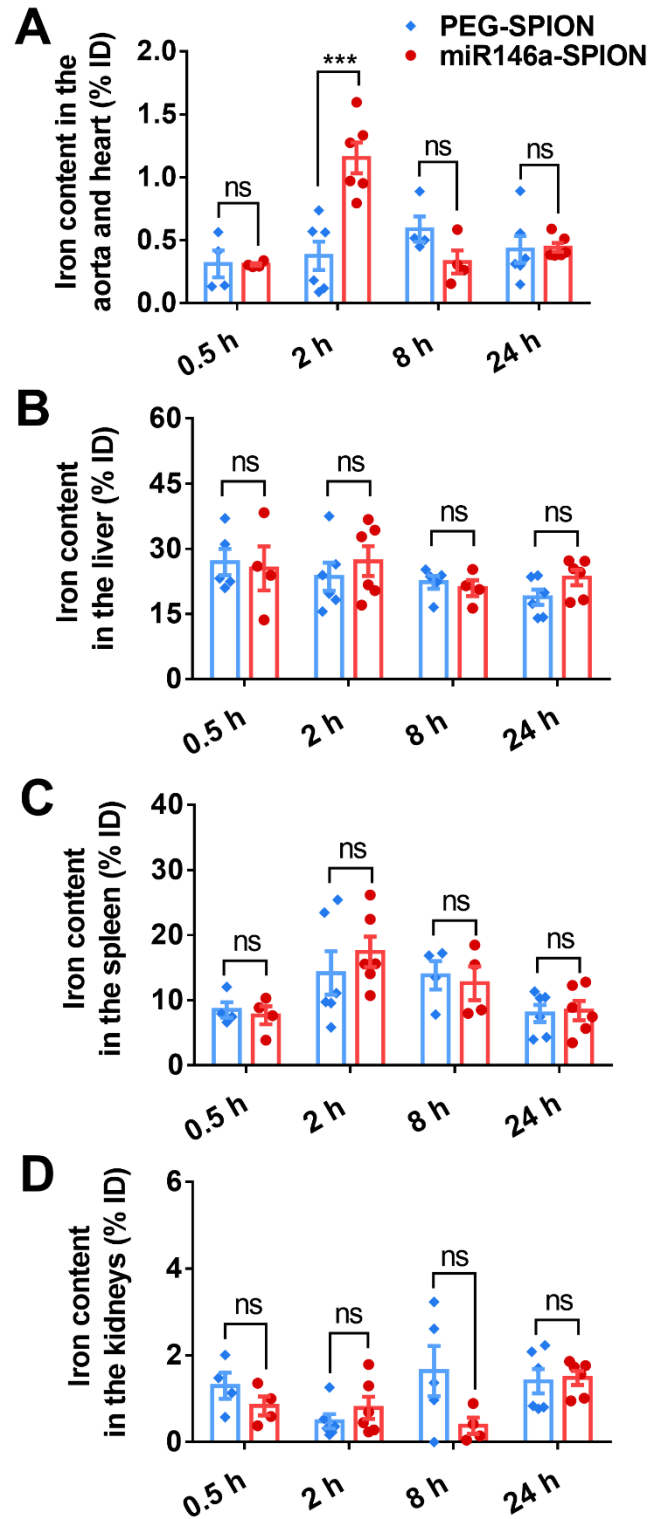 A
PEG-SPION
miR146a-SPION
Iron content in the
aorta and heart (% ID)
2.0
1.5
1.0
0.5
0.0
ns
***
ns
ns
0.5 h
2 h
8 h
24 h
B
Iron content
in the liver (% ID)
60
45
30
15
0
ns
ns
ns
ns
0.5 h
2 h
8 h
24 h
C
Iron content
in the spleen (% ID)
40
30
20
10
0
ns
ns
ns
ns
0.5 h
2 h
8 h
24 h
D
Iron content
in the kidneys (% ID)
6
4
2
0
ns
ns
ns
ns
0.5 h
2 h
8 h
24 h